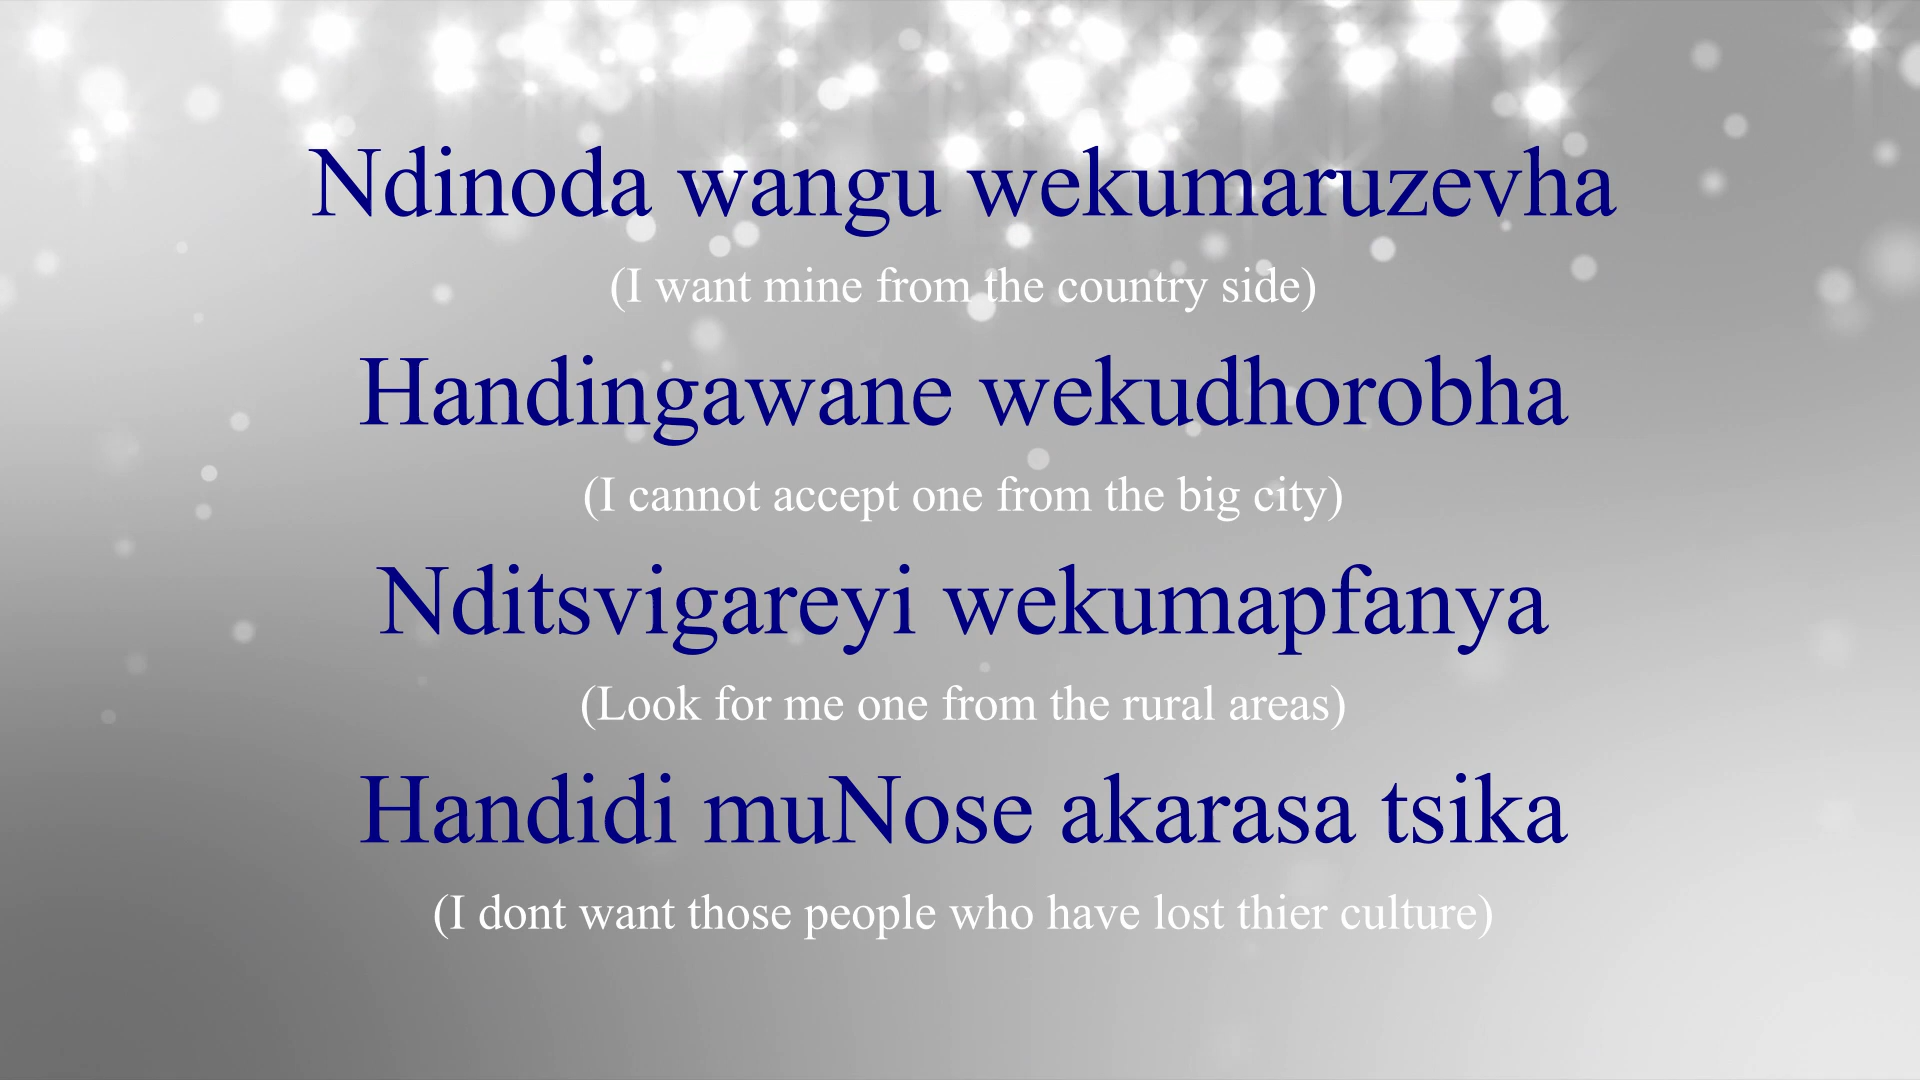 Ndinoda wangu wekumaruzevha
(I want mine from the country side)
Handingawane wekudhorobha
(I cannot accept one from the big city)
Nditsvigareyi wekumapfanya
(Look for me one from the rural areas)
Handidi muNose akarasa tsika
(I dont want those people who have lost thier culture)